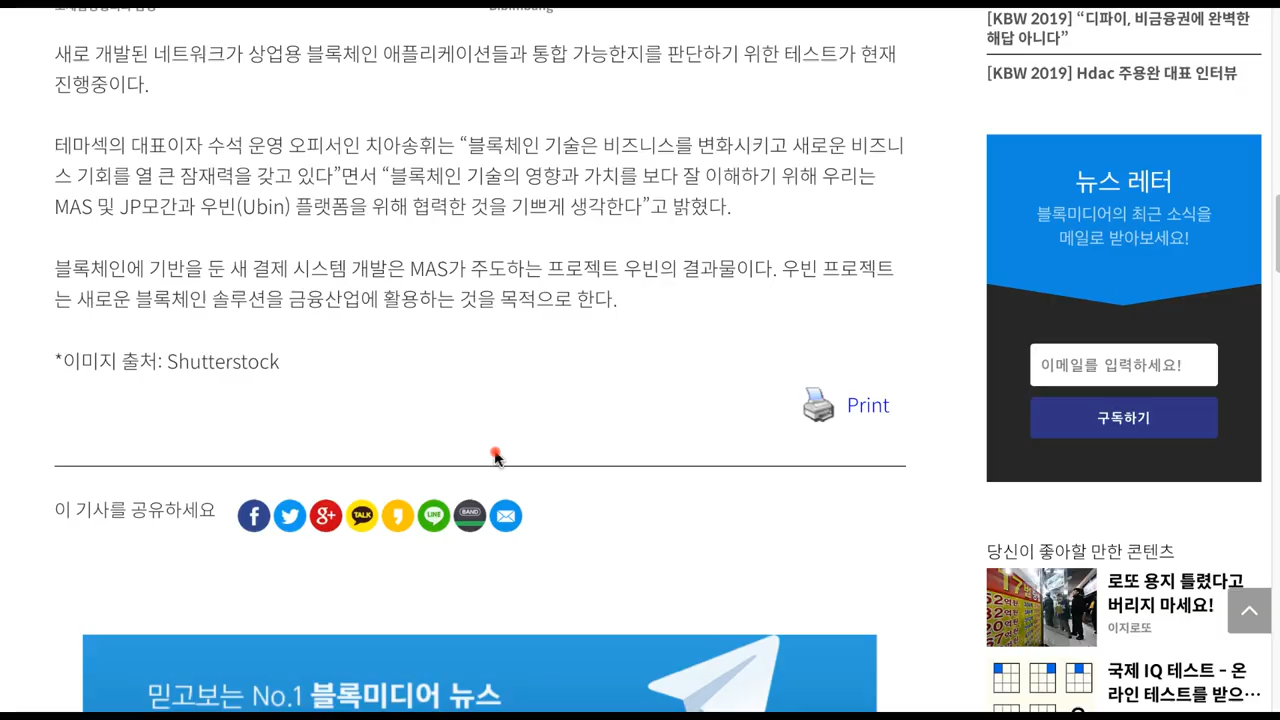 새로 개발된 네트워크가 상업용 블록체인 애플리케이션들과 통합 가능한지를 판단하기 위한 테스트가 현재
진행중이다.
테마섹의 대표이자 수석 운영 오피서인 치아송휘는 “블록체인 기술은 비즈니스를 변화시키고 새로운 비즈니
스 기회를 열 큰 잠재력을 갖고 있다”면서 “블록체인 기술의 영향과 가치를 보다 잘 이해하기 위해 우리는
MAS 및 JP모간과 우빈(Ubin) 플랫폼을 위해 협력한 것을 기쁘게 생각한다”고 밝혔다.
블록체인에 기반을 둔 새 결제 시스템 개발은 MAS가 주도하는 프로젝트 우빈의 결과물이다. 우빈 프로젝트
는 새로운 블록체인 솔루션을 금융산업에 활용하는 것을 목적으로 한다.
*이미지 출처: Shutterstock
Print
이 기사를 공유하세요
TALK
LINE
BAND
믿고보는 No.1 블록미디어 뉴스
[KBW 2019] “디파이, 비금융권에 완벽한
해답 아니다”
[KBW 2019] Hdac 주용완 대표 인터뷰
뉴스 레터
블록미디어의 최근 소식을
메일로 받아보세요!
이메일를 입력하세요!
구독하기
당신이 좋아할 만한 콘텐츠
로또 용지 틀렸다고
버리지 마세요!
이지로또
국제 IQ 테스트 - 온
라인 테스트를 받으…